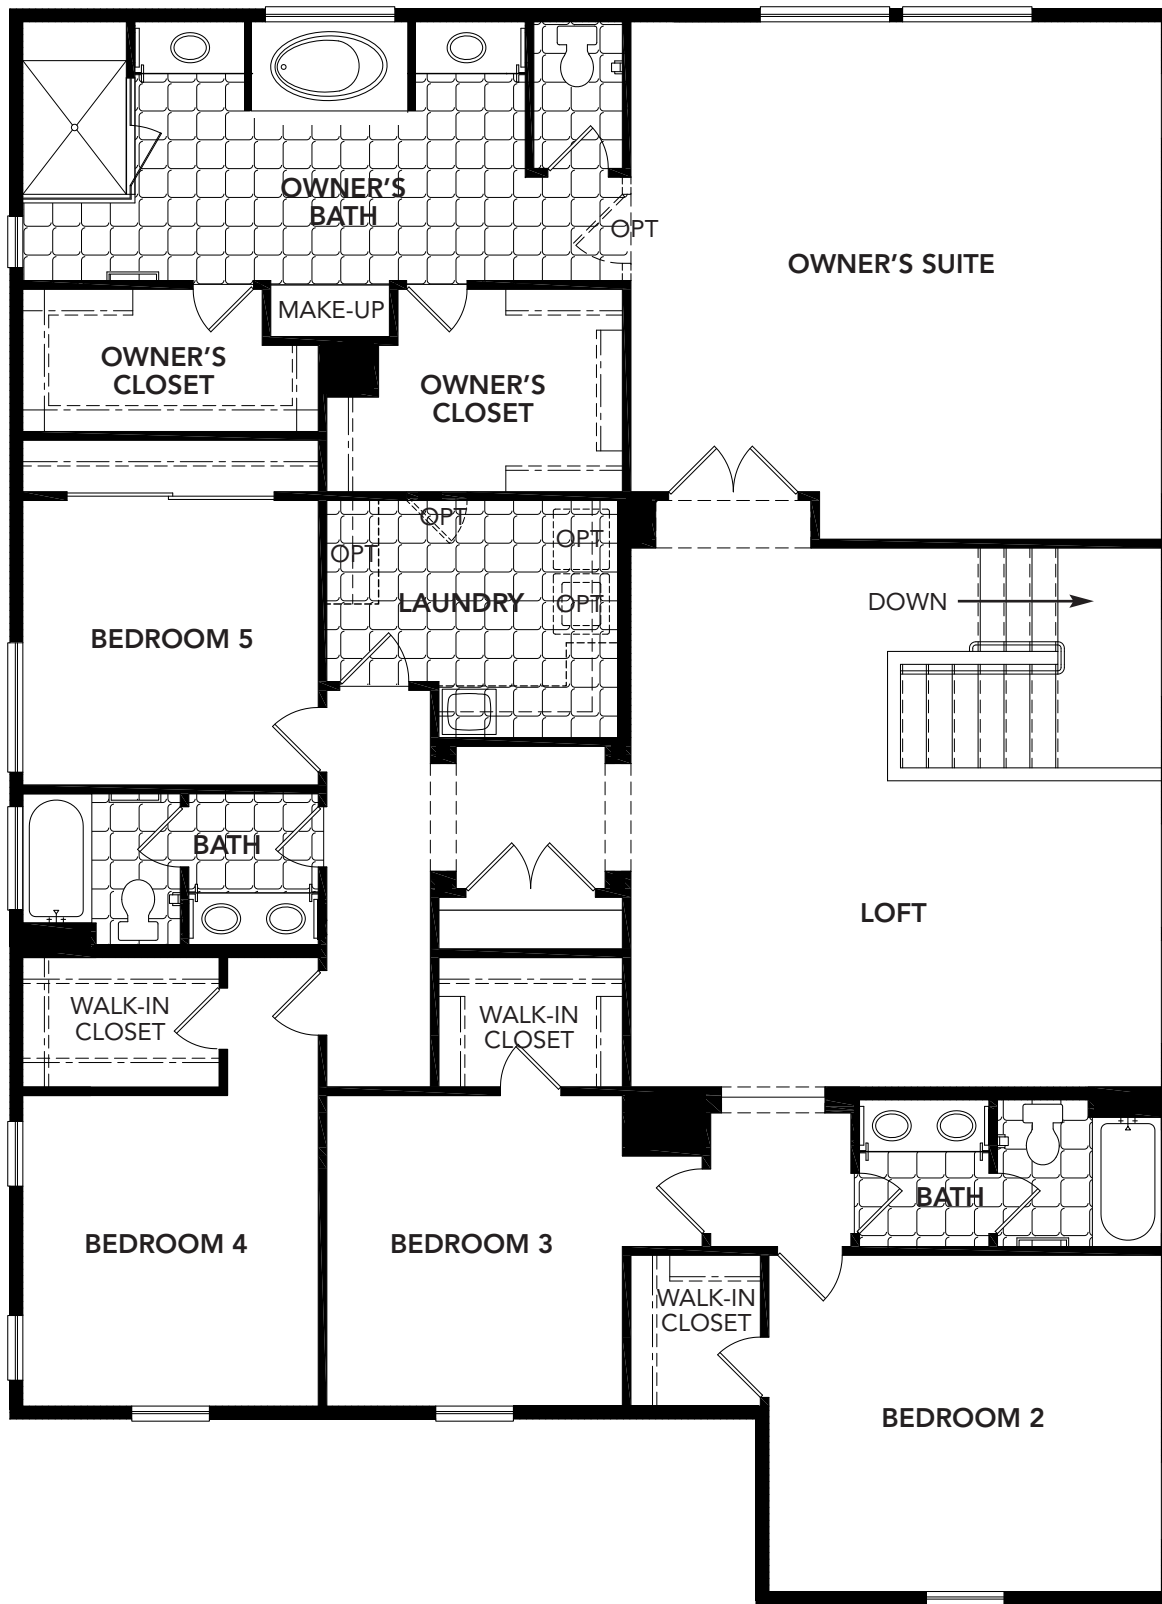 OWNER'S
BATH
OPT
OWNER'S SUITE
MAKE-UP
OWNER'S
CLOSET
OWNER'S
CLOSET
OPT
OPT
OPT
LAUNDRY
OPT
DOWN
BEDROOM 5
BATH
LOFT
WALK-IN
CLOSET
WALK-IN
CLOSET
BATH
BEDROOM 4
BEDROOM 3
WALK-IN
CLOSET
BEDROOM 2